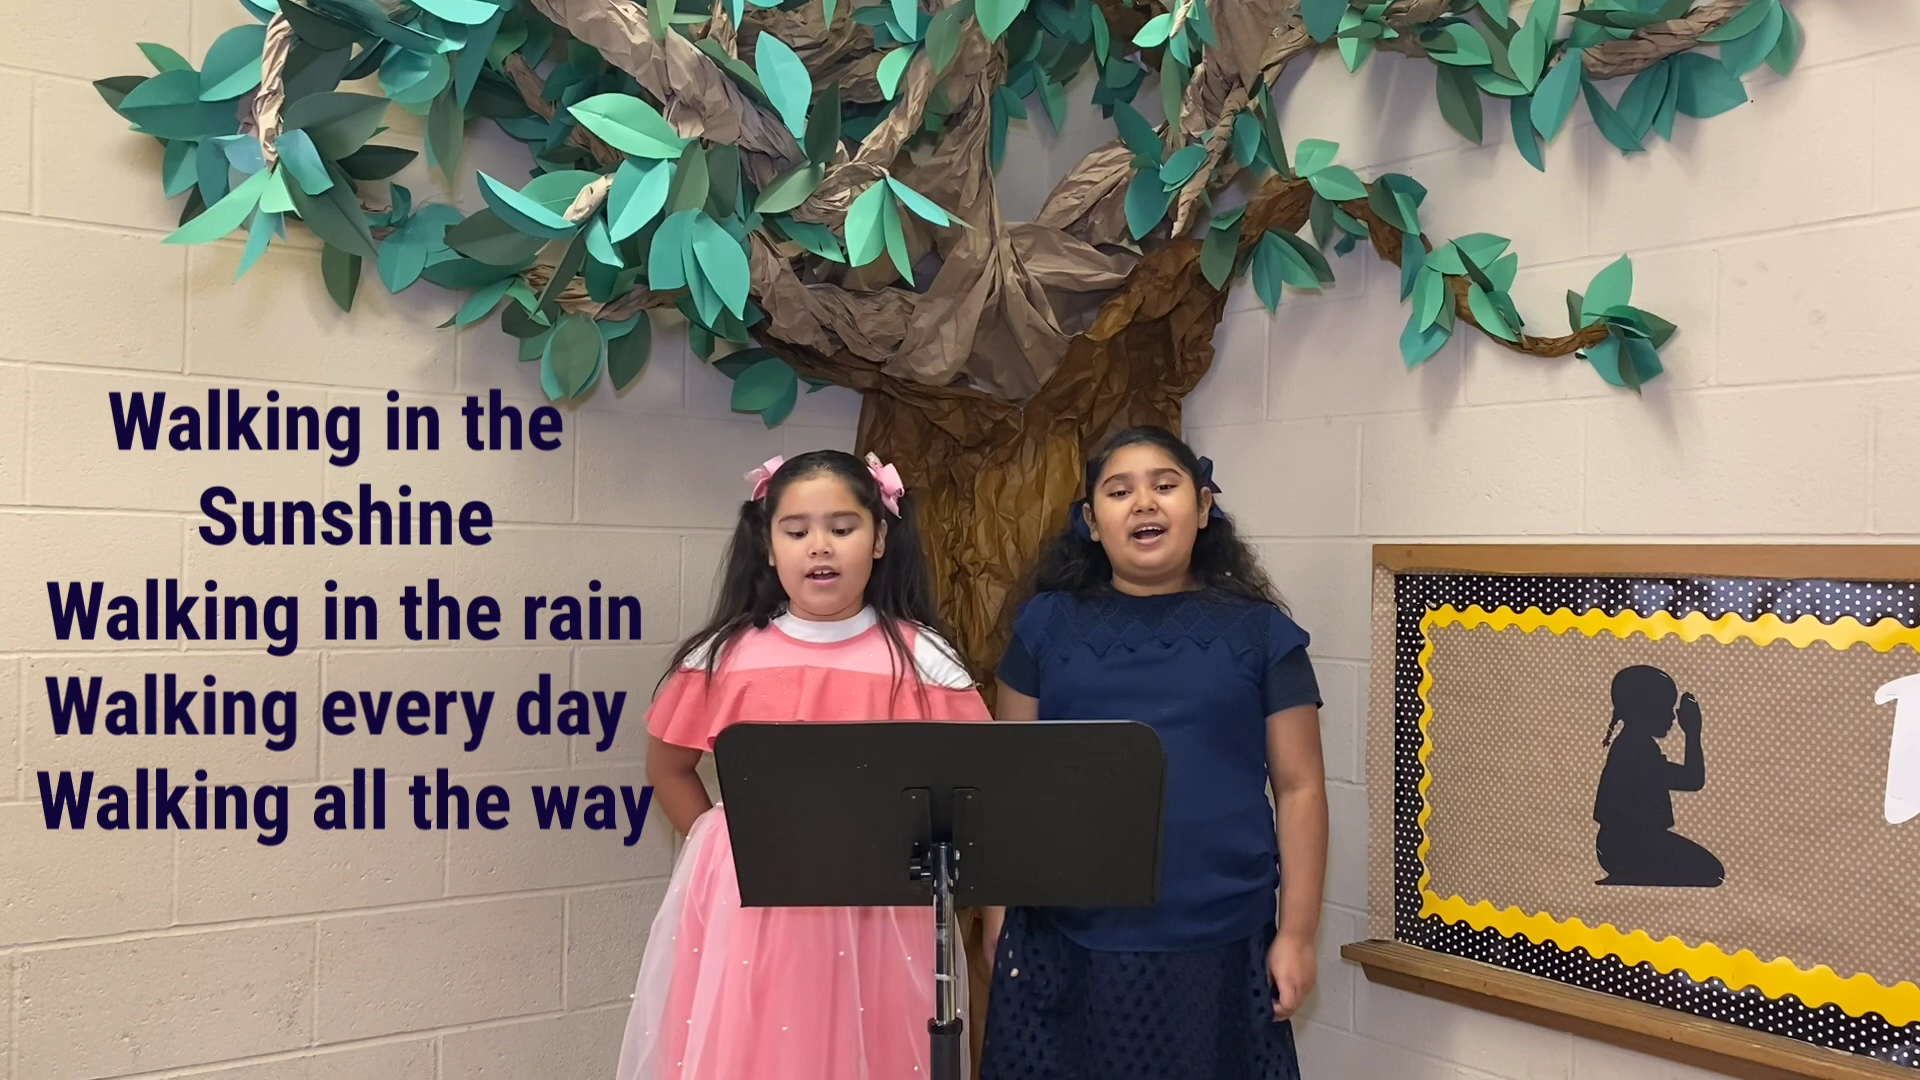 Walking in the
Sunshine
Walking in the rain
Walking every day
Walking all the way